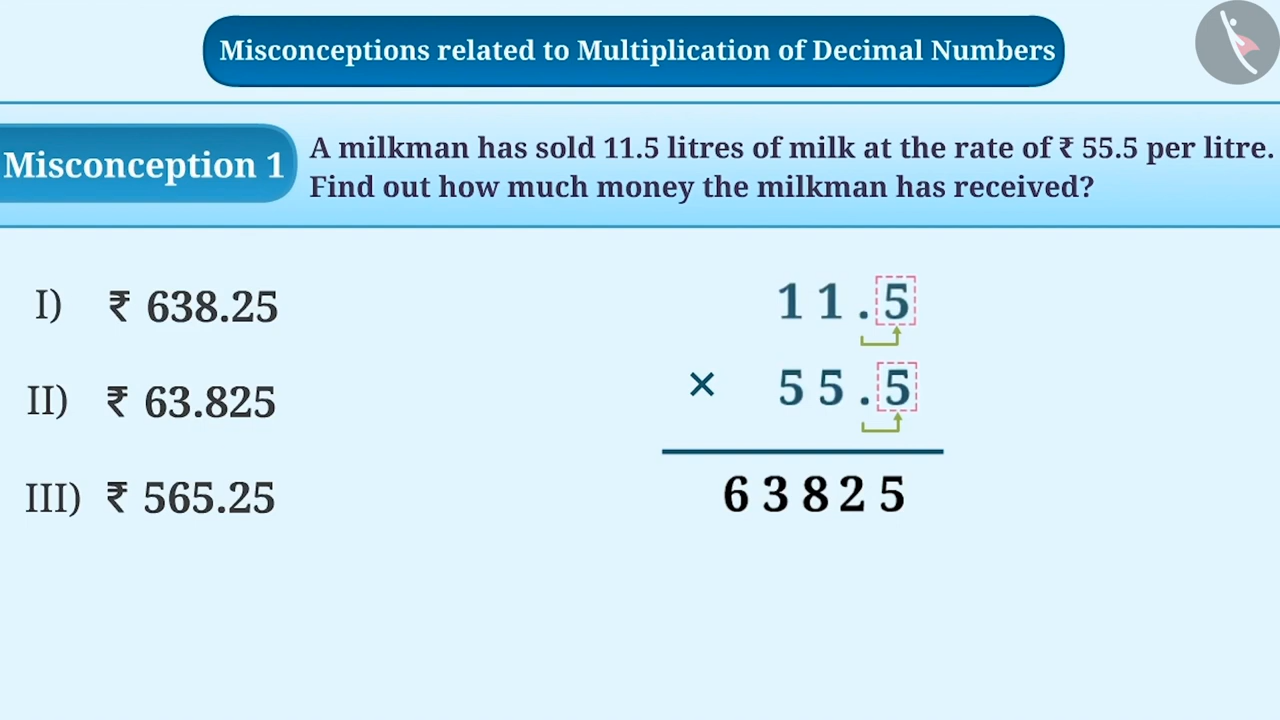 Misconceptions related to Multiplication of Decimal Numbers
Misconception 1
A milkman has sold 11.5 litres of milk at the rate of ₹ 55.5 per litre.
Find out how much money the milkman has received?
I) ₹ 638.25
II) ₹ 63.825
III) ₹ 565.25
11.5
× 55.5
63825